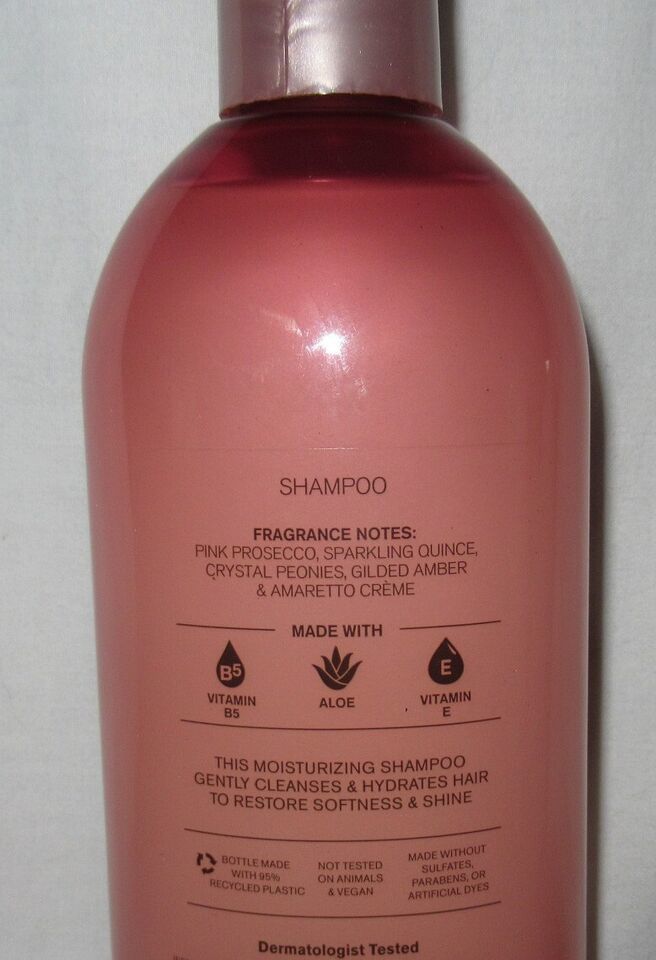 SHAMPOO
FRAGRANCE NOTES:
PINK PROSECCO, SPARKLING QUINCE,
CRYSTAL PEONIES, GILDED AMBER
& AMARETTO CRÈME
MADE WITH
B5
E
VITAMIN
B5
ALOE
VITAMIN
E
THIS MOISTURIZING SHAMPOO
GENTLY CLEANSES & HYDRATES HAIR
TO RESTORE SOFTNESS & SHINE
BOTTLE MADE
WITH 95%
RECYCLED PLASTIC
NOT TESTED
ON ANIMALS
& VEGAN
MADE WITHOUT
SULFATES,
PARABENS, OR
ARTIFICIAL DYES
Dermatologist Tested